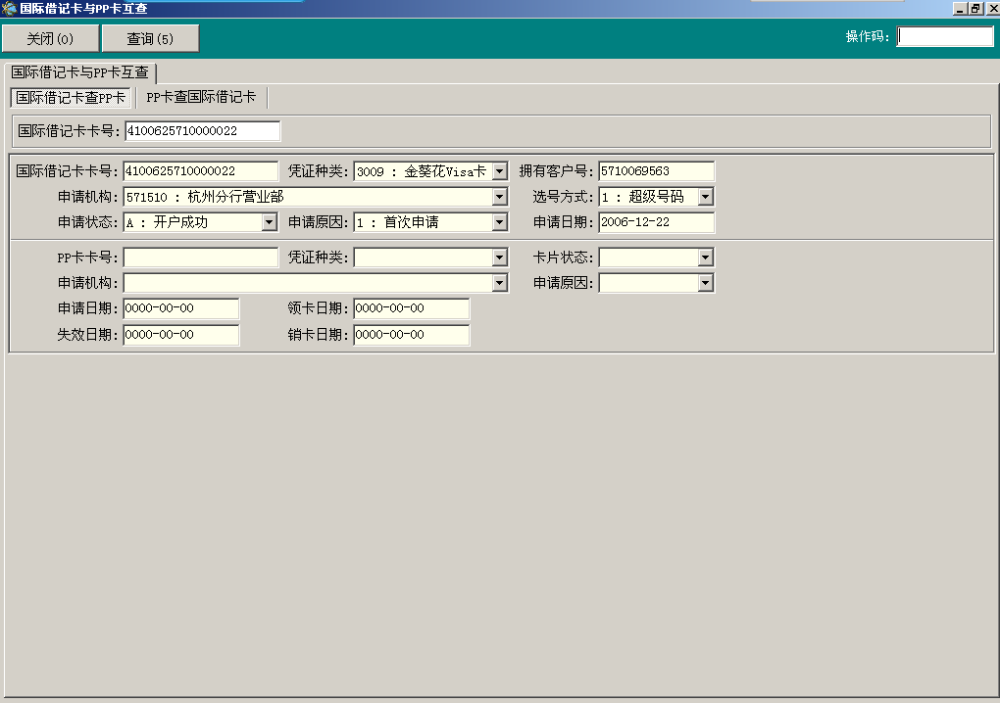 国际借记卡与PP卡互查
关闭(0) 查询(5) 操作码:
国际借记卡与PP卡互查
国际借记卡查PP卡 PP卡查国际借记卡
国际借记卡卡号: 4100625710000022
国际借记卡卡号: 4100625710000022 凭证种类: 3009 : 金葵花Visa卡 拥有客户号: 5710069563
申请机构: 571510 : 杭州分行营业部 选号方式: 1 : 超级号码
申请状态: A : 开户成功 申请原因: 1 : 首次申请 申请日期: 2006-12-22
PP卡卡号: 凭证种类: 卡片状态:
申请机构: 申请原因:
申请日期: 0000-00-00 领卡日期: 0000-00-00
失效日期: 0000-00-00 销卡日期: 0000-00-00